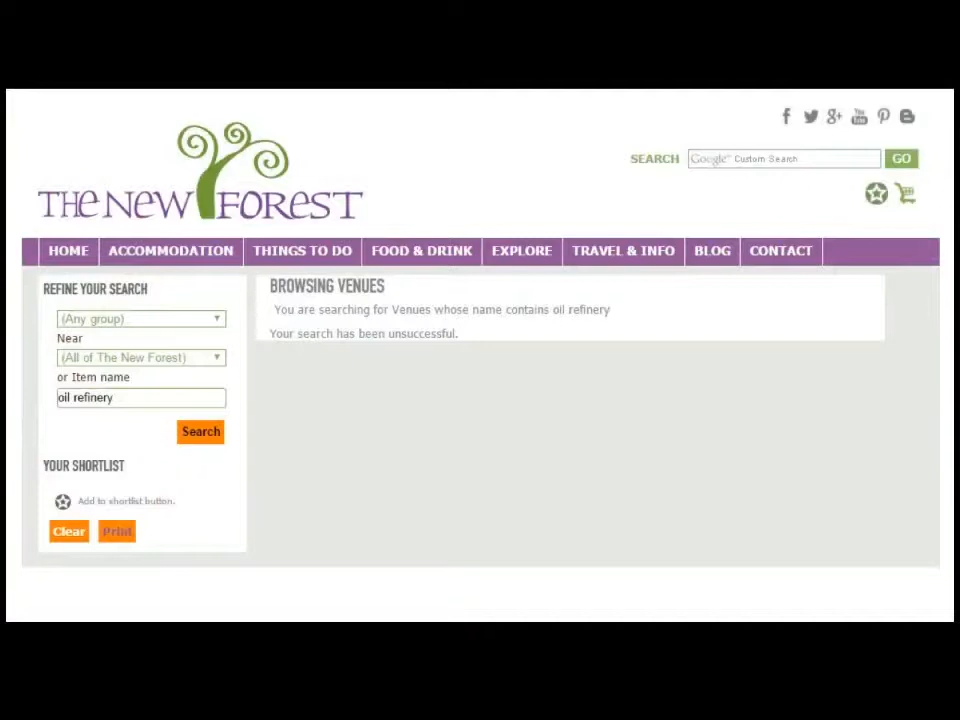 THE NEW FOREST
SEARCH Google™ Custom Search GO
HOME ACCOMMODATION THINGS TO DO FOOD & DRINK EXPLORE TRAVEL & INFO BLOG CONTACT
REFINE YOUR SEARCH
(Any group)
Near
(All of The New Forest)
or Item name
oil refinery
Search
YOUR SHORTLIST
Add to shortlist button.
Clear Print
BROWSING VENUES
You are searching for Venues whose name contains oil refinery
Your search has been unsuccessful.